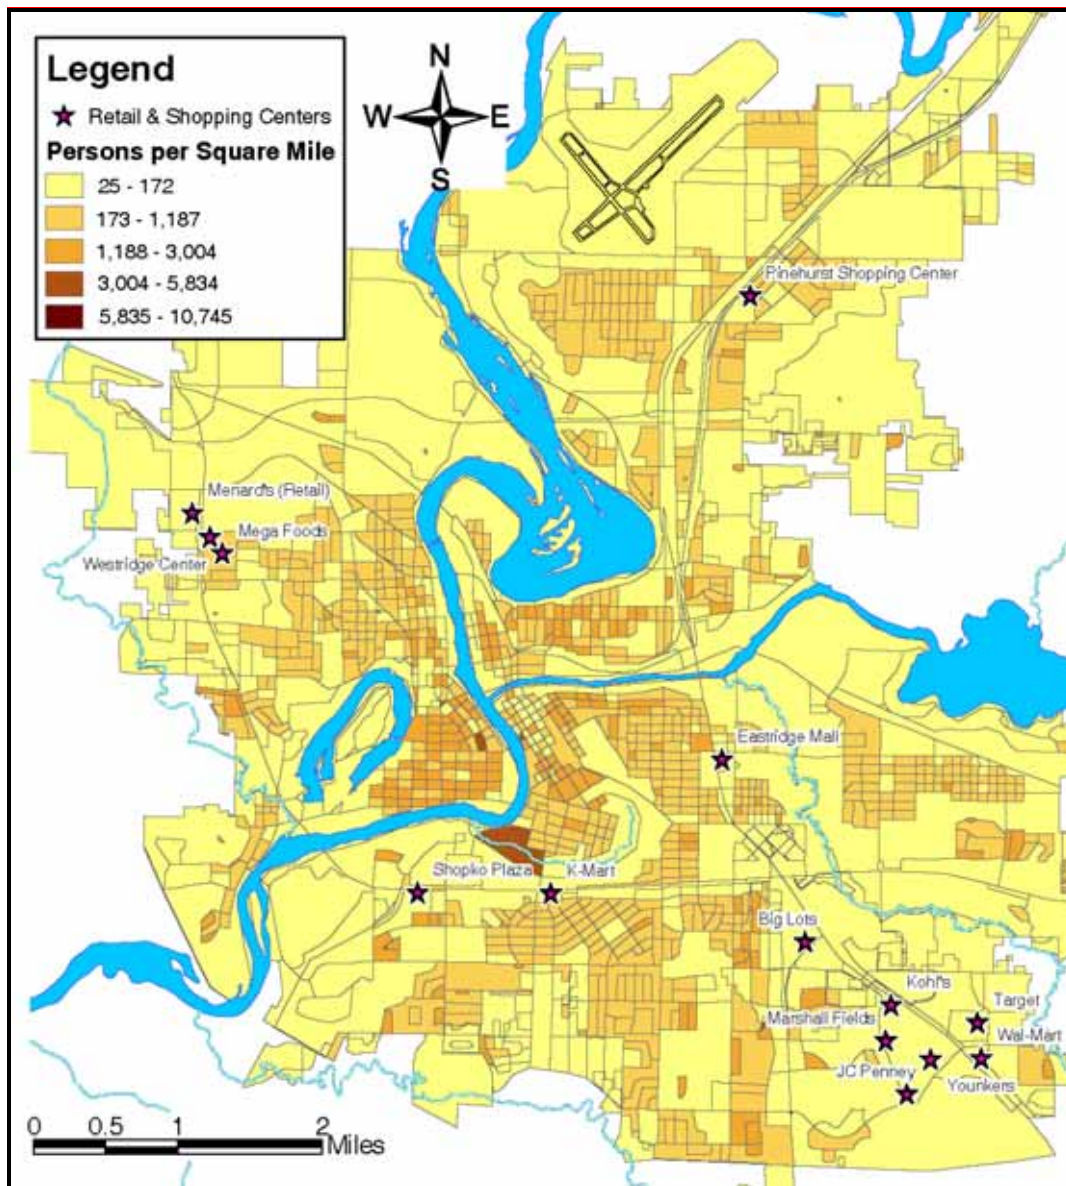 Legend
Retail & Shopping Centers
Persons per Square Mile
25 - 172
173 - 1,187
1,188 - 3,004
3,004 - 5,834
5,835 - 10,745
N
W E
S
Pinehurst Shopping Center
Menards (Retail)
Mega Foods
Westridge Center
Eastridge Mall
Shopko Plaza
K-Mart
Big Lots
Kohl's
Target
Marshall Fields
Wal-Mart
JC Penney
Younkers
0 0.5 1 2
Miles